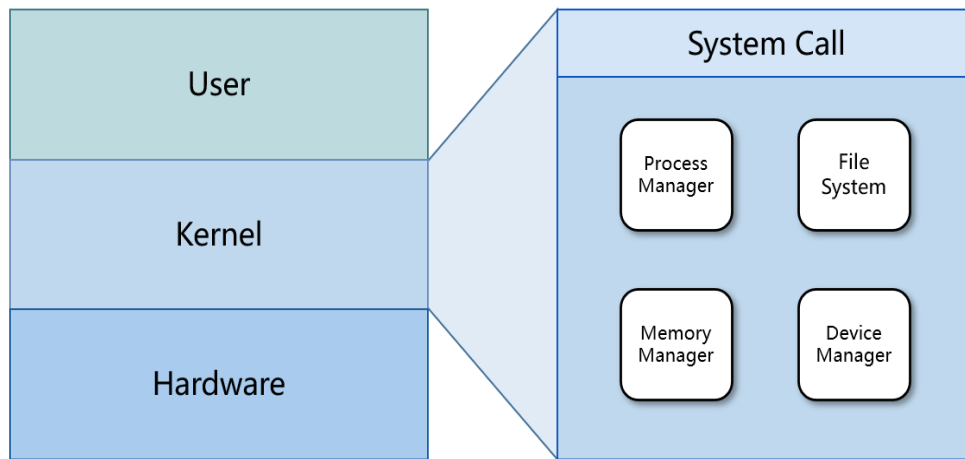 User
Kernel
Hardware
System Call
Process
Manager
File
System
Memory
Manager
Device
Manager